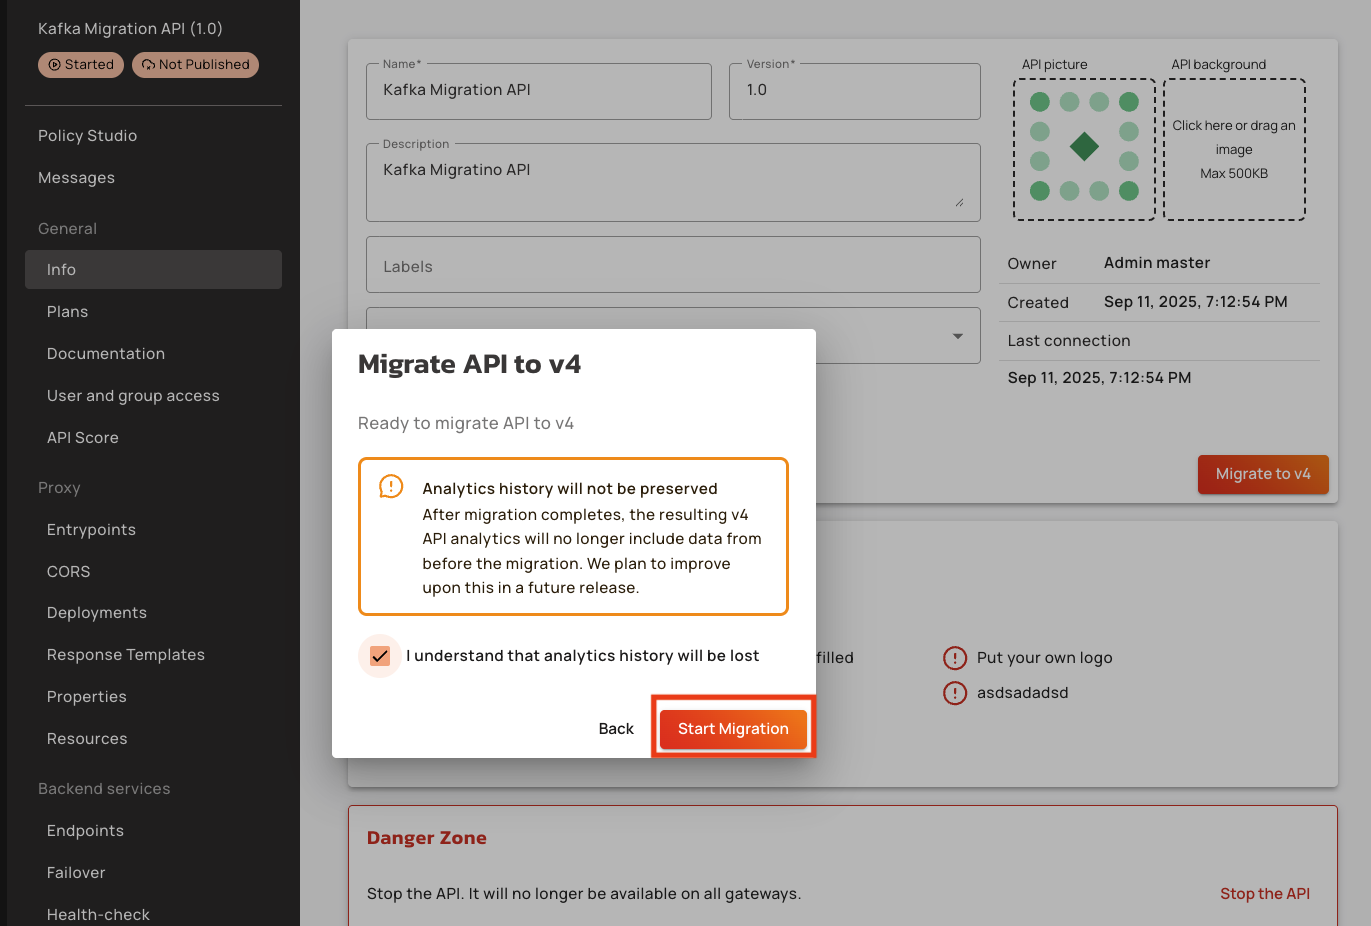 Kafka Migration API (1.0)
Started
Not Published
Policy Studio
Messages
General
Info
Plans
Documentation
User and group access
API Score
Proxy
Entrypoints
CORS
Deployments
Response Templates
Properties
Resources
Backend services
Endpoints
Failover
Health-check
Name*
Kafka Migration API
Version*
1.0
Description
Kafka Migratino API
Labels
API picture
API background
Click here or drag an
image
Max 500KB
Owner
Admin master
Created
Sep 11, 2025, 7:12:54 PM
Last connection
Sep 11, 2025, 7:12:54 PM
Migrate to v4
Migrate API to v4
Ready to migrate API to v4
Analytics history will not be preserved
After migration completes, the resulting v4
API analytics will no longer include data from
before the migration. We plan to improve
upon this in a future release.
I understand that analytics history will be lost
Back
Start Migration
filled
Put your own logo
asdsadadsd
Danger Zone
Stop the API. It will no longer be available on all gateways.
Stop the API